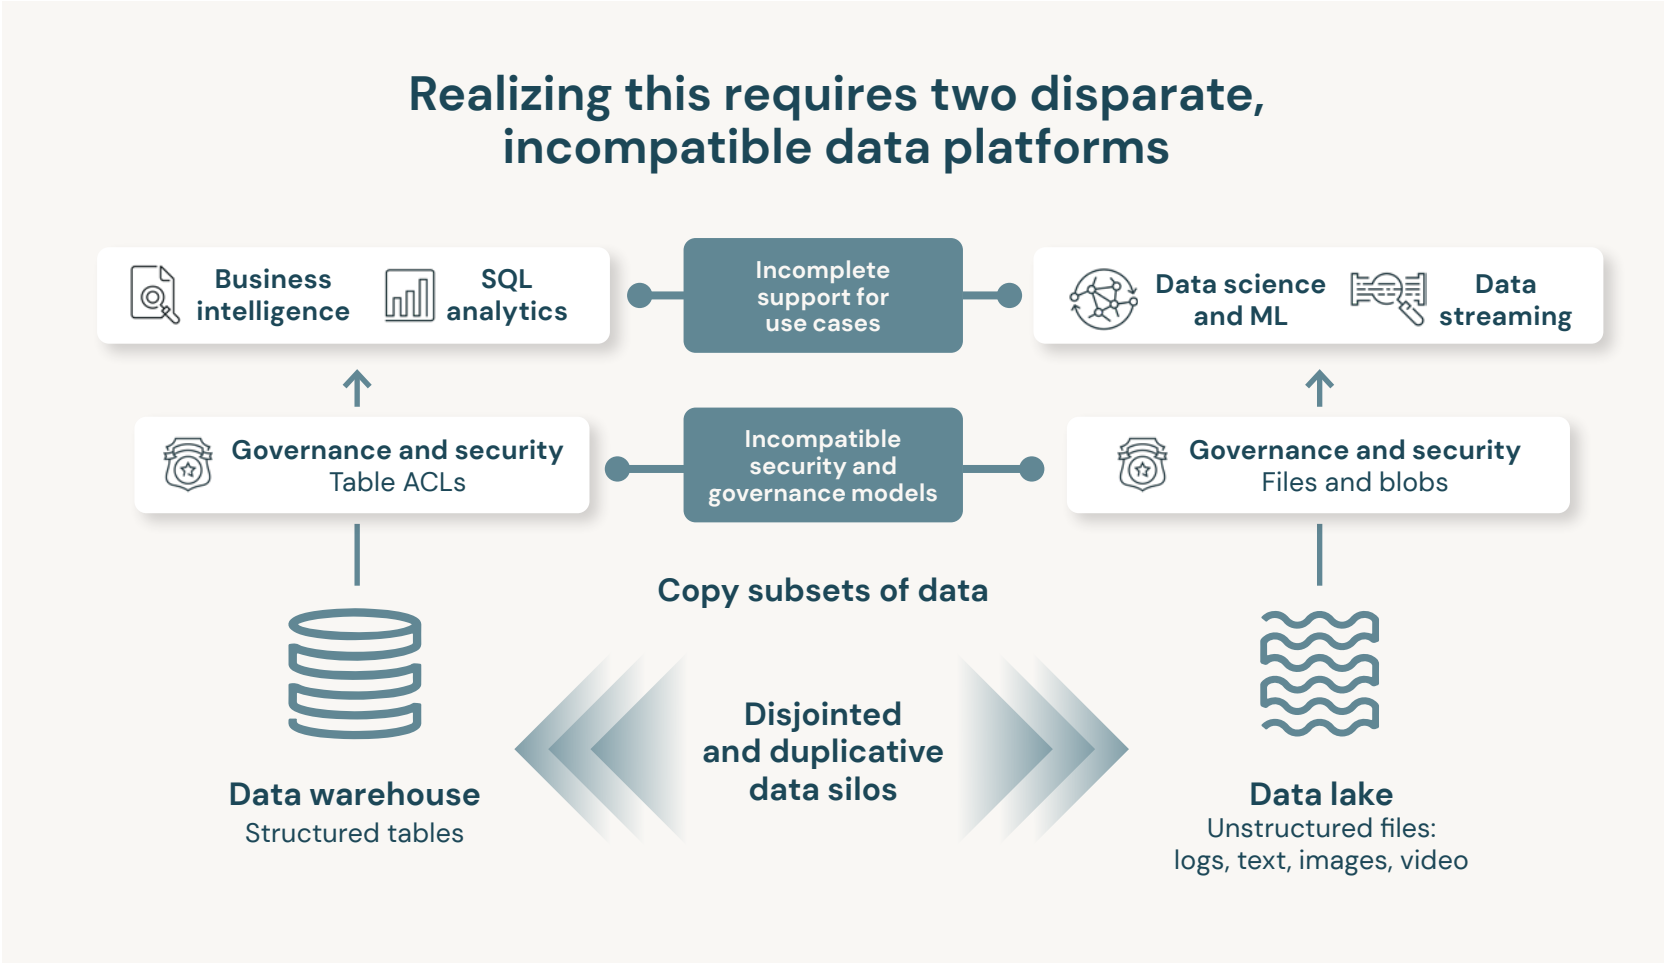 Realizing this requires two disparate,
incompatible data platforms
Business
intelligence
SQL
analytics
Incomplete
support for
use cases
Data science
and ML
Data
streaming
Governance and security
Table ACLs
Incompatible
security and
governance models
Governance and security
Files and blobs
Copy subsets of data
Disjointed
and duplicative
data silos
Data warehouse
Structured tables
Data lake
Unstructured files:
logs, text, images, video